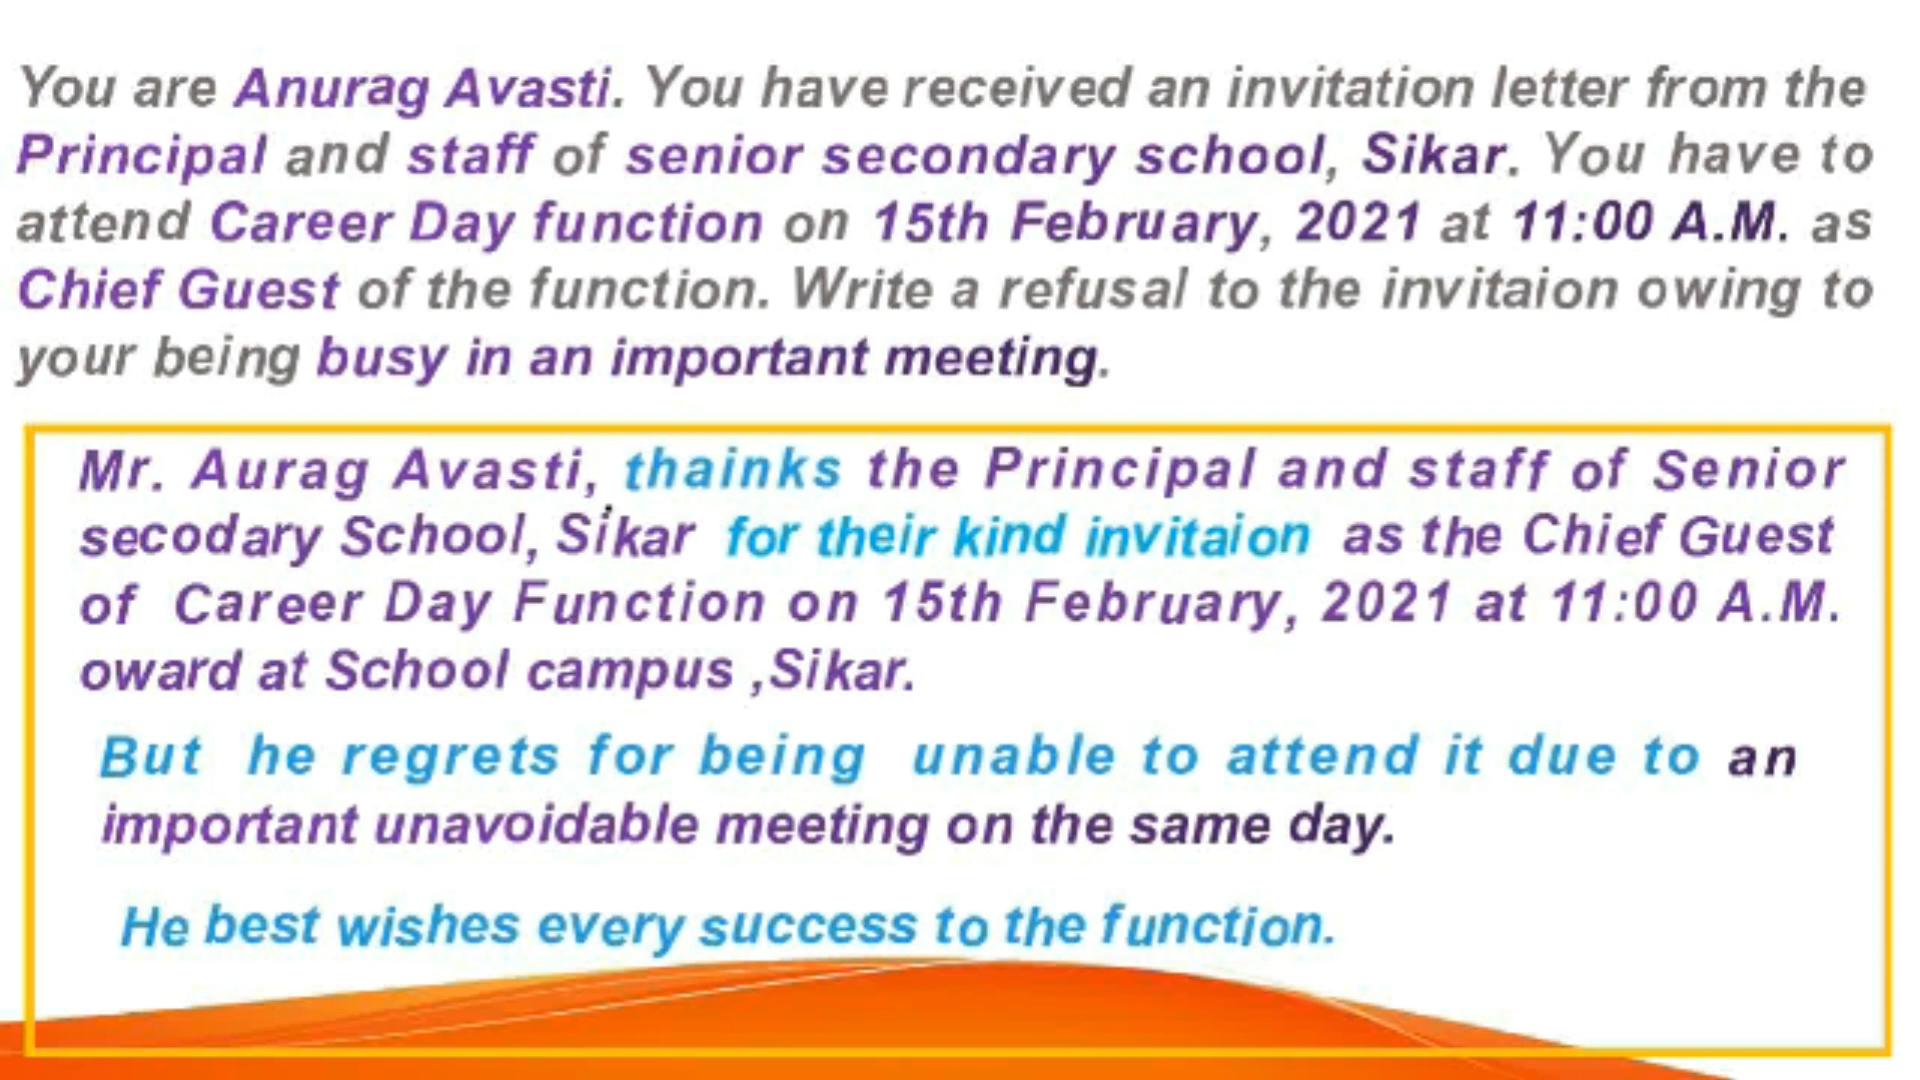 You are Anurag Avasti. You have received an invitation letter from the
Principal and staff of senior secondary school, Sikar. You have to
attend Career Day function on 15th February, 2021 at 11:00 A.M. as
Chief Guest of the function. Write a refusal to the invitaion owing to
your being busy in an important meeting.
Mr. Aurag Avasti, thainks the Principal and staff of Senior
secodary School, Sikar for their kind invitaion as the Chief Guest
of Career Day Function on 15th February, 2021 at 11:00 A.M.
oward at School campus ,Sikar.
But he regrets for being unable to attend it due to an
important unavoidable meeting on the same day.
He best wishes every success to the function.